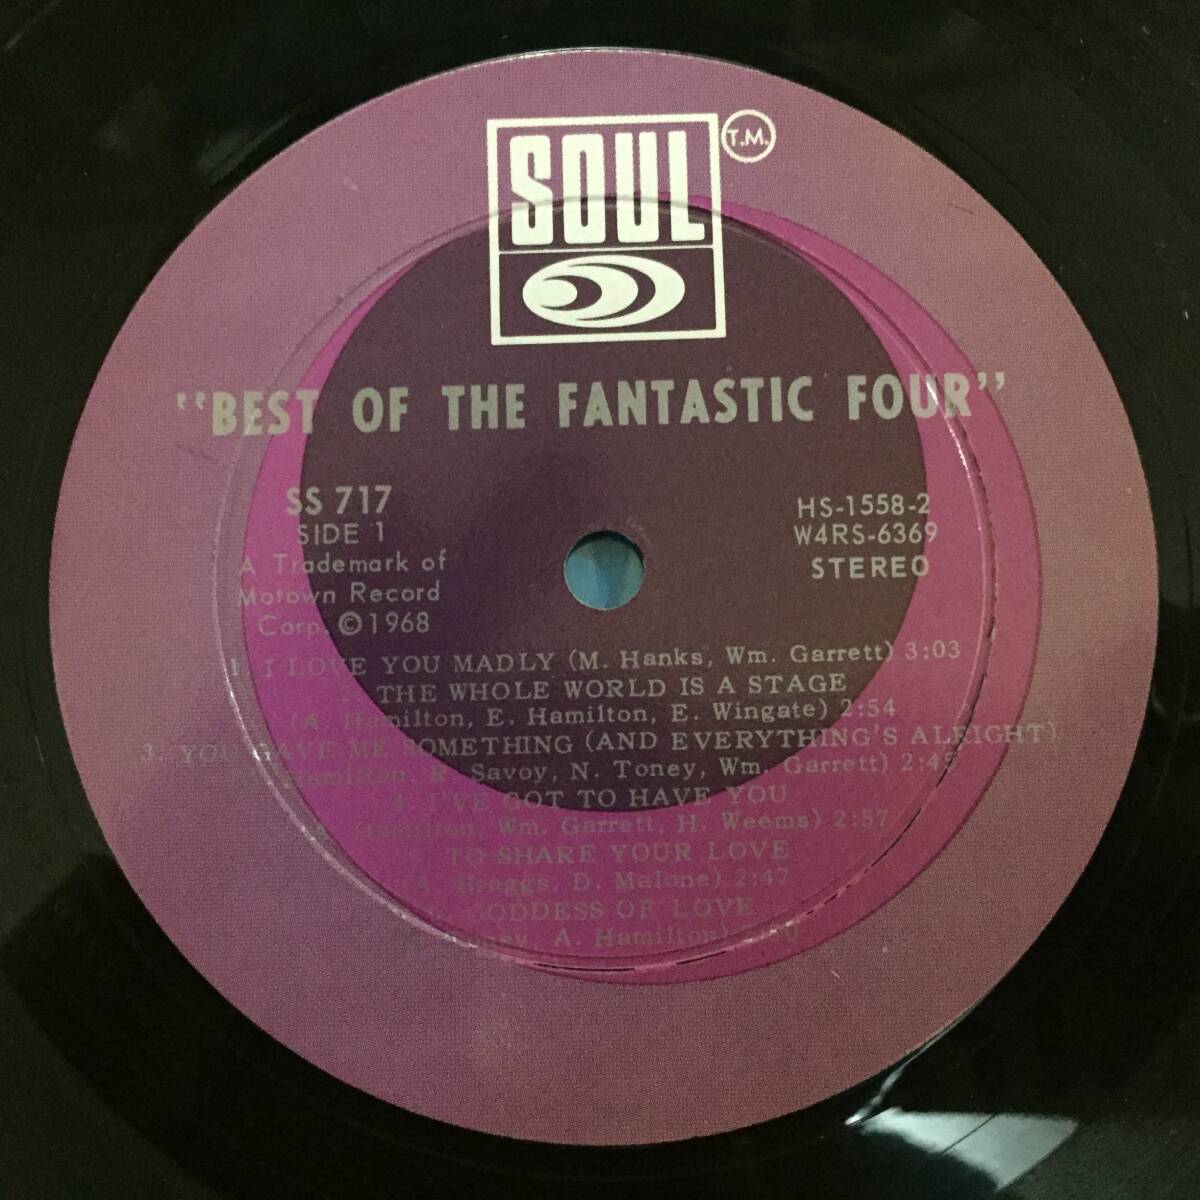 SOUL
T.M.
"BEST OF THE FANTASTIC FOUR"
SS 717
SIDE 1
A Trademark of
Motown Record
Corp. ©1968
HS-1558-2
W4RS-6369
STEREO
1. I LOVE YOU MADLY (M. Hanks, Wm. Garrett) 3:03
2. THE WHOLE WORLD IS A STAGE
(A. Hamilton, E. Hamilton, E. Wingate) 2:54
3. YOU GAVE ME SOMETHING (AND EVERYTHING'S ALRIGHT)
Hamilton, R. Savoy, N. Toney, Wm. Garrett)
4. I'VE GOT TO HAVE YOU
Hamilton, Wm. Garrett, H. Weems) 2:57
TO SHARE YOUR LOVE
Braggs, D. Malone) 2:47
GODDESS OF LOVE
Toney, A. Hamilton)